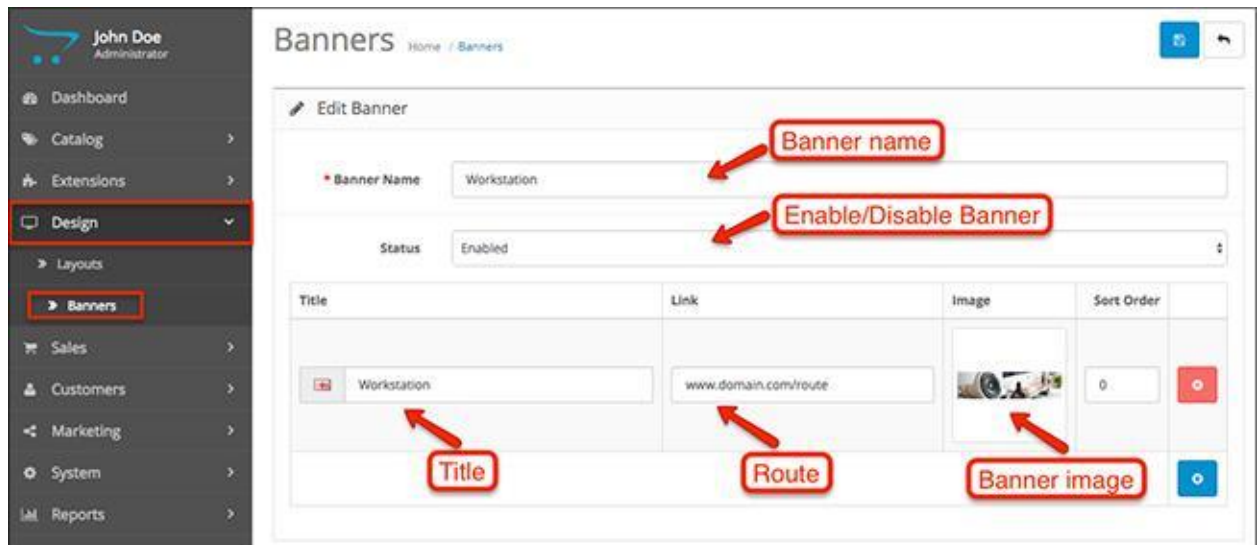 John Doe
Administrator
Dashboard
Catalog
Extensions
Design
Layouts
Banners
Sales
Customers
Marketing
System
Reports
Banners Home / Banners
Edit Banner
Banner name
* Banner Name Workstation
Enable/Disable Banner
Status Enabled
Title Link Image Sort Order
Workstation www.domain.com/route 0
Title Route Banner image